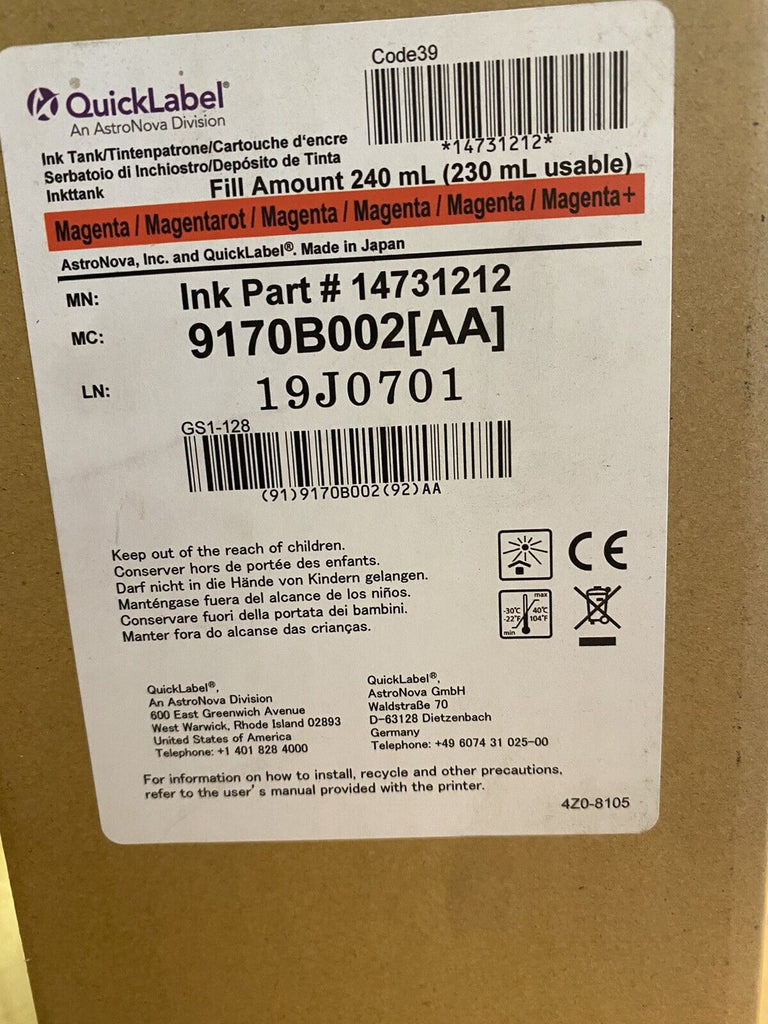 Code39
QuickLabel®
An AstroNova Division
*14731212*
Ink Tank/Tintenpatrone/Cartouche d'encre
Serbatoio di Inchiostro/Depósito de Tinta
Inkttank
Fill Amount 240 mL (230 mL usable)
Magenta / Magentarot / Magenta / Magenta / Magenta / Magenta+
AstroNova, Inc. and QuickLabel®. Made in Japan
MN: Ink Part # 14731212
MC: 9170B002[AA]
LN: 19J0701
GS1-128
(91)9170B002(92)AA
Keep out of the reach of children.
Conserver hors de portée des enfants.
Darf nicht in die Hände von Kindern gelangen.
Manténgase fuera del alcance de los niños.
Conservare fuori della portata dei bambini.
Manter fora do alcanse das crianças.
CE
max
-30°C 40°C
-22°F 104°F
min
QuickLabel®,
An AstroNova Division
600 East Greenwich Avenue
West Warwick, Rhode Island 02893
United States of America
Telephone: +1 401 828 4000
QuickLabel®,
AstroNova GmbH
Waldstraße 70
D-63128 Dietzenbach
Germany
Telephone: +49 6074 31 025-00
For information on how to install, recycle and other precautions,
refer to the user's manual provided with the printer.
4Z0-8105